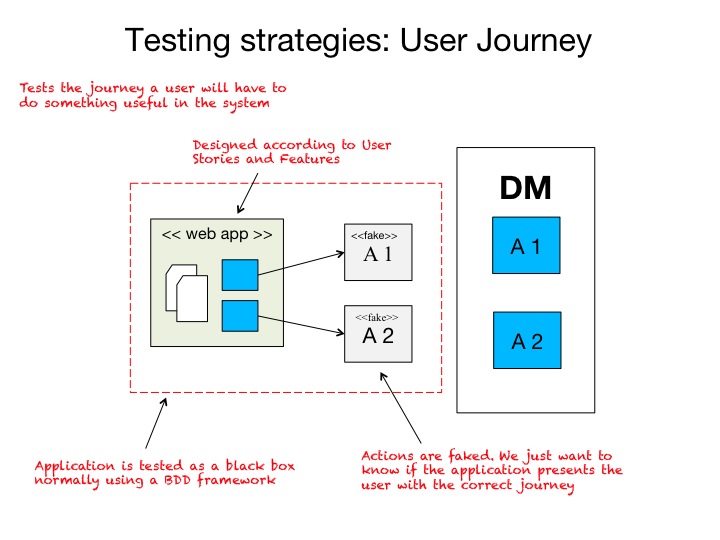 Testing strategies: User Journey
Tests the journey a user will have to
do something useful in the system
Designed according to User
Stories and Features
<< web app >>
<<fake>>
A 1
<<fake>>
A 2
DM
A 1
A 2
Application is tested as a black box
normally using a BDD framework
Actions are faked. We just want to
know if the application presents the
user with the correct journey